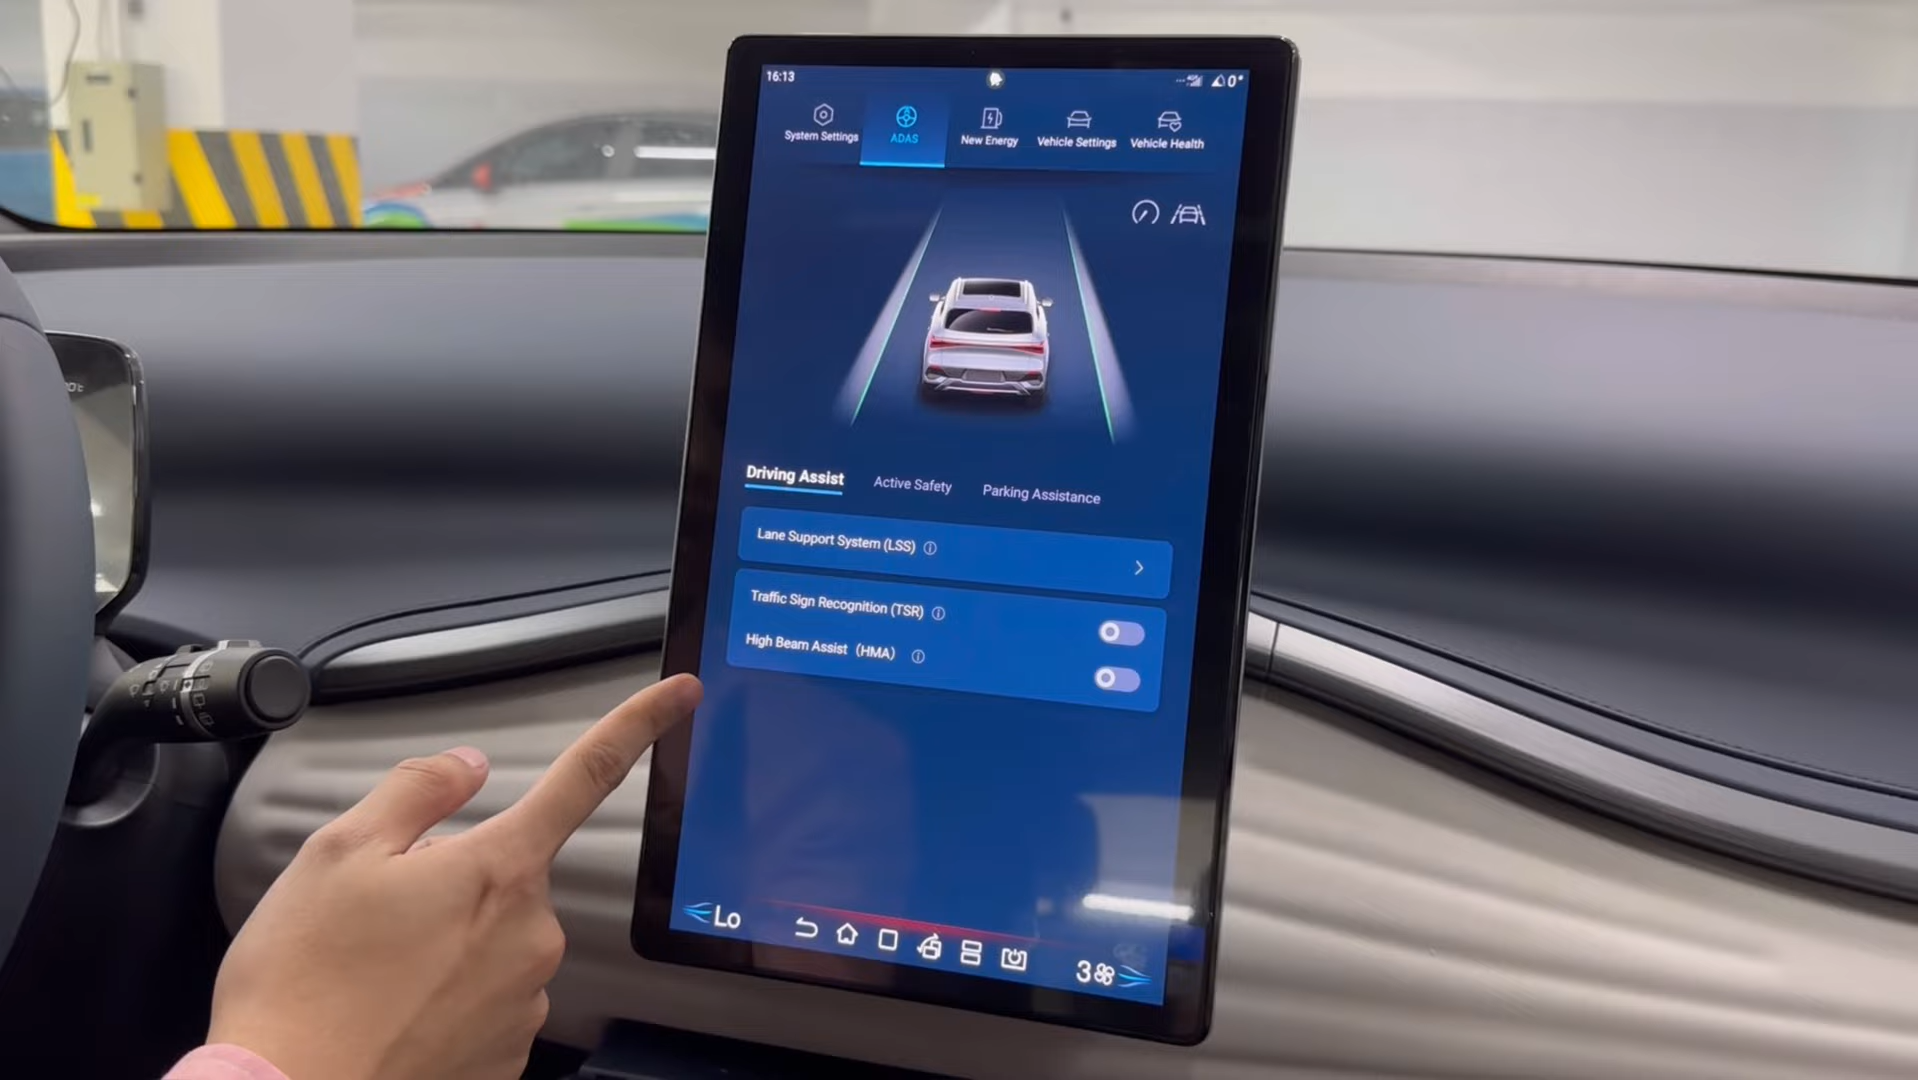 16:13
0
System Settings
ADAS
New Energy
Vehicle Settings
Vehicle Health
Driving Assist
Active Safety
Parking Assistance
Lane Support System (LSS)
Traffic Sign Recognition (TSR)
High Beam Assist （HMA）
Lo
3